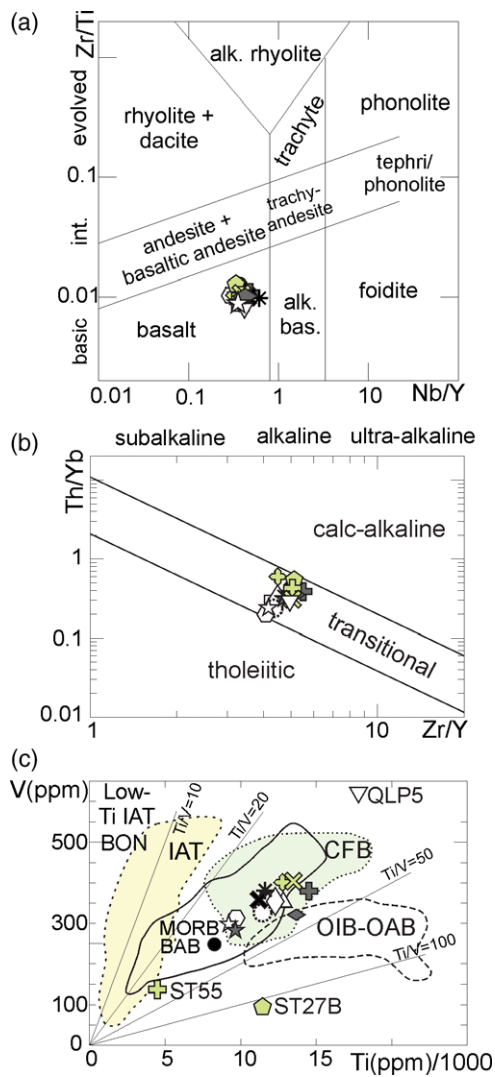 (a)
Zr/Ti
evolved
int.
basic
alk. rhyolite
rhyolite +
dacite
trachyte
phonolite
tephri/
phonolite
0.1
trachy-
andesite
andesite +
basaltic andesite
0.01
basalt
alk.
bas.
foidite
0.01
0.1
1
10
Nb/Y
subalkaline
alkaline
ultra-alkaline
(b)
Th/Yb
calc-alkaline
1
transitional
0.1
tholeiitic
0.01
1
10
Zr/Y
(c)
V(ppm)
Low-
Ti IAT
BON
Ti/V=10
Ti/V=20
QLP5
500
IAT
CFB
Ti/V=50
300
MORB
BAB
OIB-OAB
Ti/V=100
100
ST55
ST27B
0
0
5
10
15
Ti(ppm)/1000